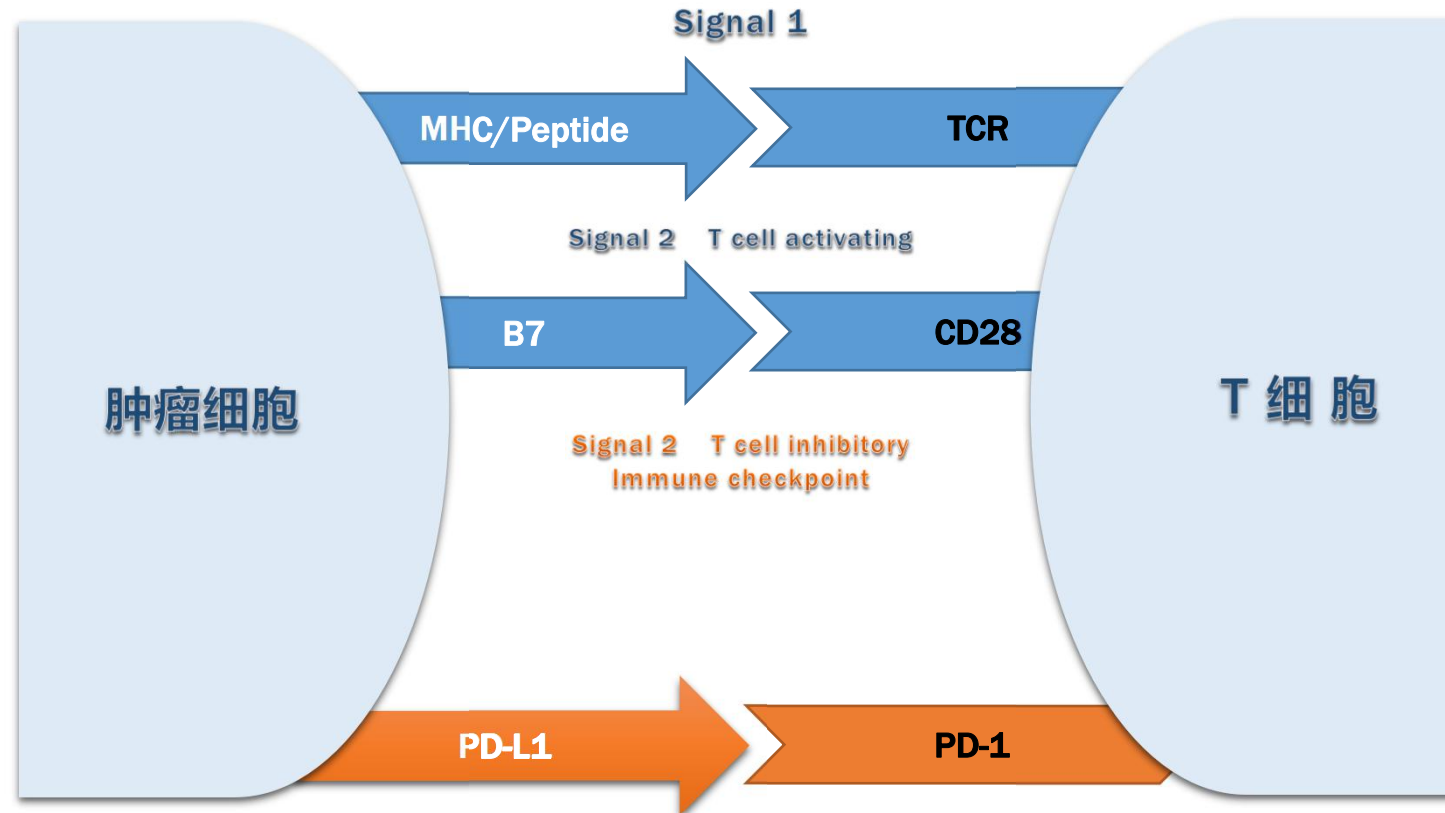 Signal 1
MHC/Peptide TCR
Signal 2 T cell activating
B7 CD28
肿瘤细胞 T 细 胞
Signal 2 T cell inhibitory
Immune checkpoint
PD-L1 PD-1